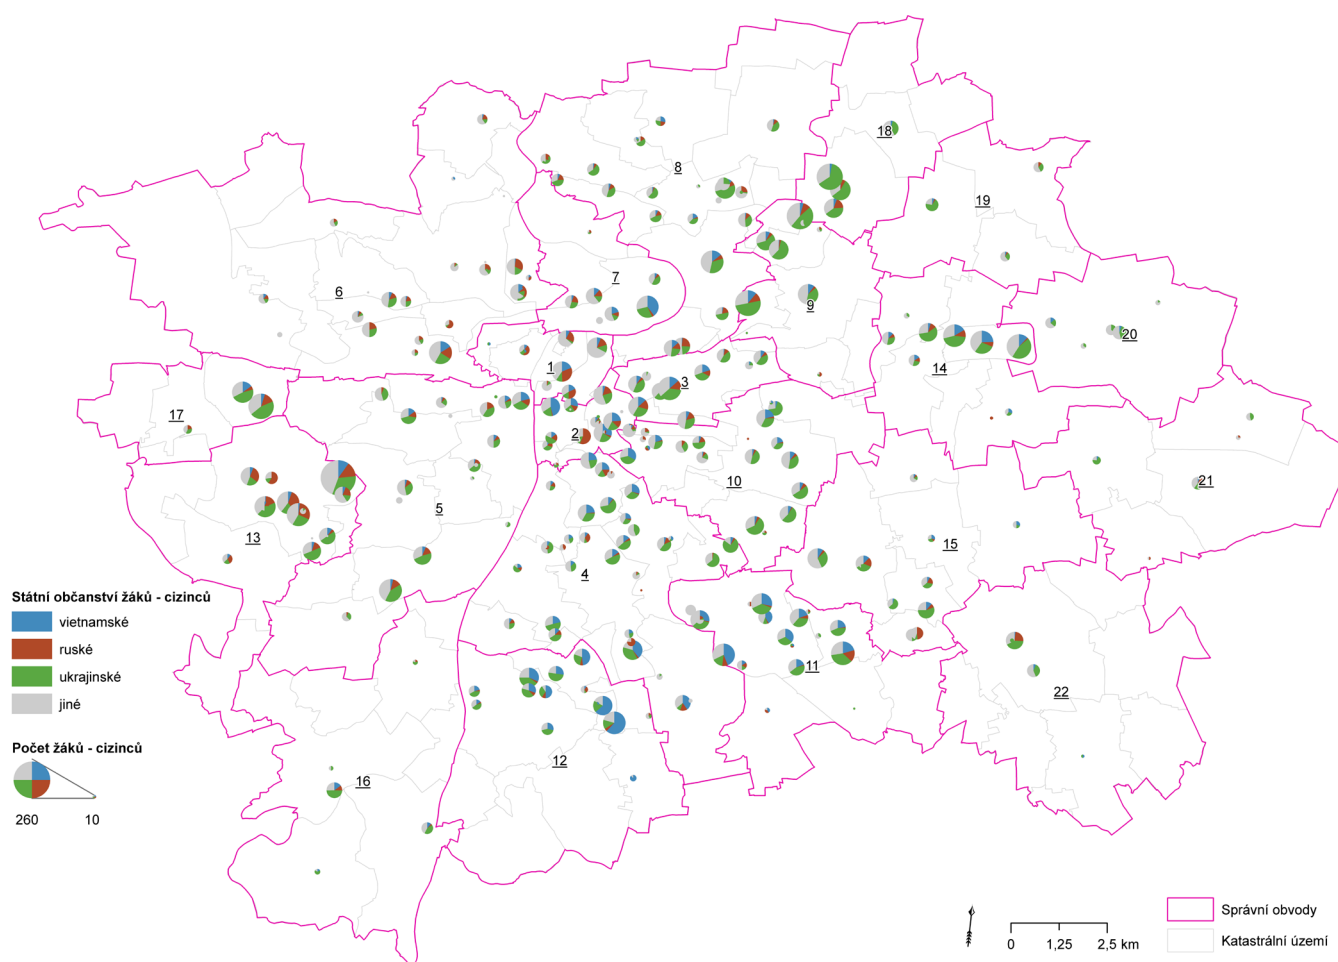 18
8
19
7
6
9
20
1
14
3
17
2
21
10
5
13
15
4
11
22
12
16
Státní občanství žáků - cizinců
vietnamské
ruské
ukrajinské
jiné
Počet žáků - cizinců
260 10
0 1,25 2,5 km
Správní obvody
Katastrální území